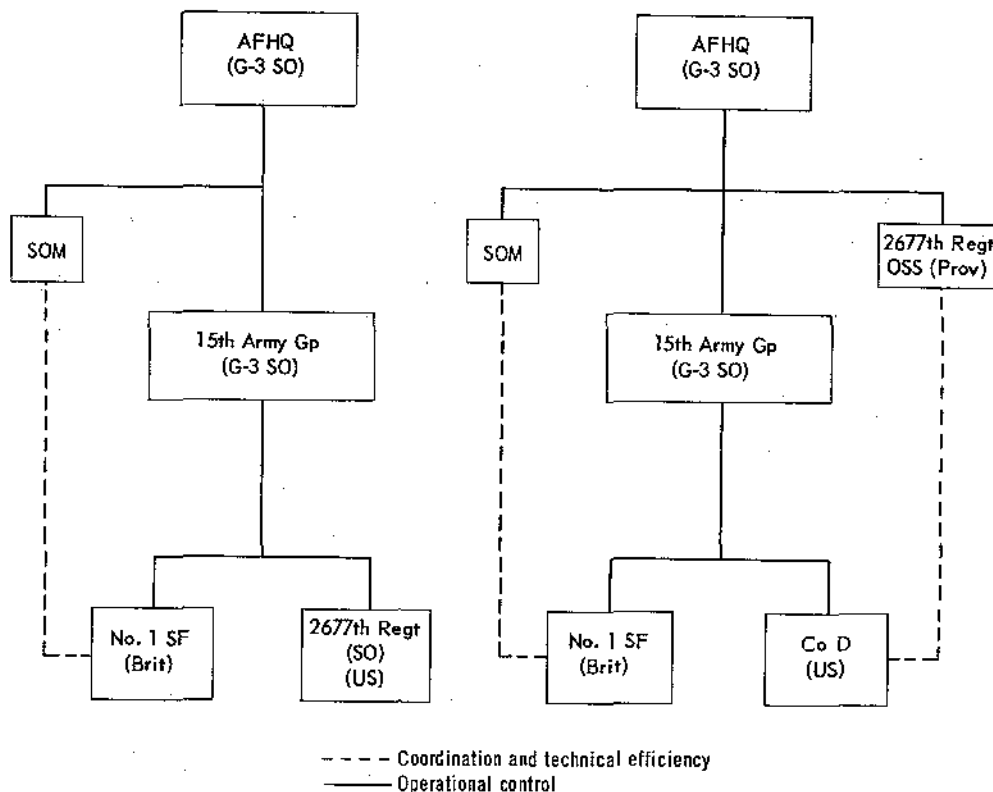 AFHQ
(G-3 SO)
SOM
15th Army Gp
(G-3 SO)
No. 1 SF
(Brit)
2677th Regt
(SO)
(US)
AFHQ
(G-3 SO)
SOM
2677th Regt
OSS (Prov)
15th Army Gp
(G-3 SO)
No. 1 SF
(Brit)
Co D
(US)
Coordination and technical efficiency
Operational control